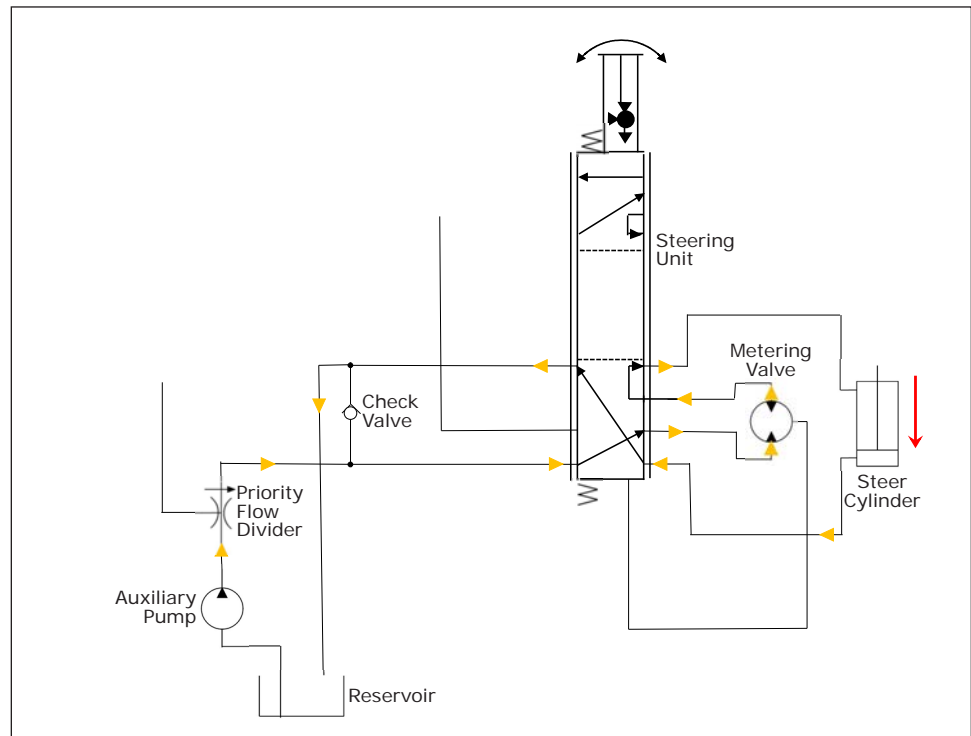 Steering
Unit
Metering
Valve
Check
Valve
Priority
Flow
Divider
Steer
Cylinder
Auxiliary
Pump
Reservoir